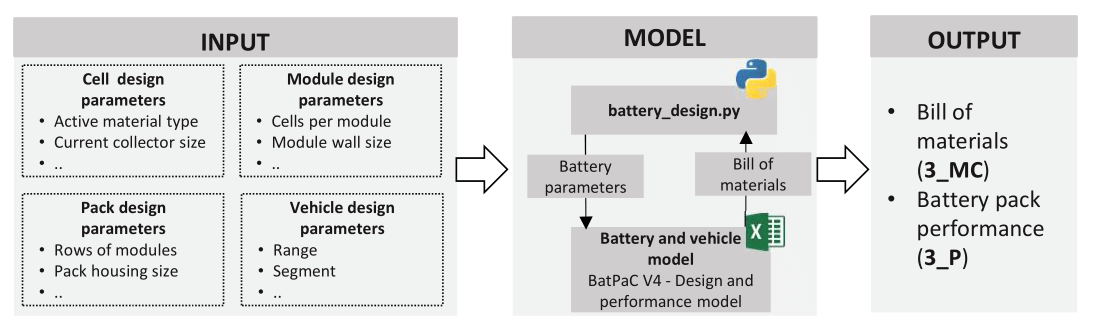 INPUT
Cell design
parameters
• Active material type
• Current collector size
• ..
Module design
parameters
• Cells per module
• Module wall size
• ..
Pack design
parameters
• Rows of modules
• Pack housing size
• ..
Vehicle design
parameters
• Range
• Segment
• ..
MODEL
battery_design.py
Battery
parameters
Bill of
materials
X
Battery and vehicle
model
BatPaC V4 - Design and
performance model
OUTPUT
• Bill of
materials
(3_MC)
• Battery pack
performance
(3_P)